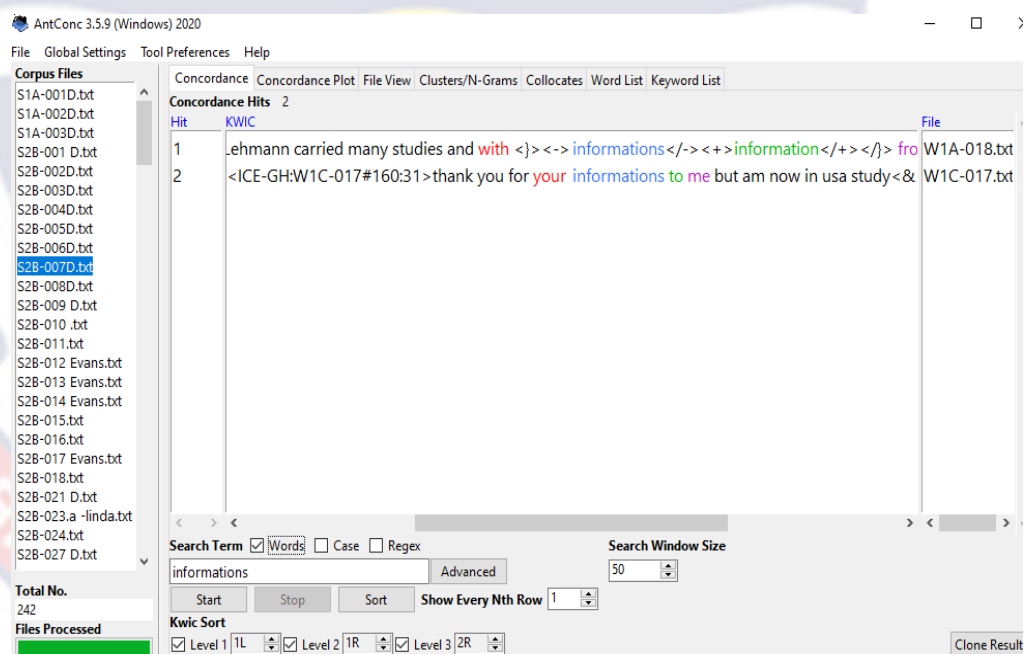 AntConc 3.5.9 (Windows) 2020
File Global Settings Tool Preferences Help
Corpus Files
S1A-001D.txt
S1A-002D.txt
S1A-003D.txt
S2B-001 D.txt
S2B-002D.txt
S2B-003D.txt
S2B-004D.txt
S2B-005D.txt
S2B-006D.txt
S2B-007D.txt
S2B-008D.txt
S2B-009 D.txt
S2B-010 .txt
S2B-011.txt
S2B-012 Evans.txt
S2B-013 Evans.txt
S2B-014 Evans.txt
S2B-015.txt
S2B-016.txt
S2B-017 Evans.txt
S2B-018.txt
S2B-021 D.txt
S2B-023.a -linda.txt
S2B-024.txt
S2B-027 D.txt
Total No.
242
Files Processed
Concordance Concordance Plot File View Clusters/N-Grams Collocates Word List Keyword List
Concordance Hits 2
Hit KWIC File
1 Lehmann carried many studies and with <}><->informations</-><+>information</+></}> fro W1A-018.txt
2 <ICE-GH:W1C-017#160:31>thank you for your informations to me but am now in usa study<& W1C-017.txt
Search Term Words Case Regex Search Window Size
informations Advanced 50
Start Stop Sort Show Every Nth Row 1
Kwic Sort
Level 1 1L Level 2 1R Level 3 2R Clone Result